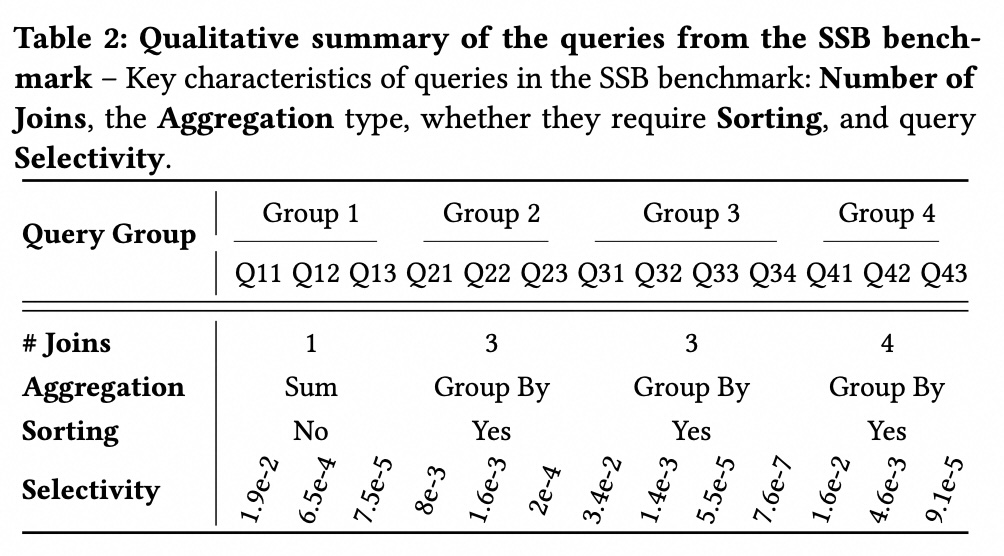 Table 2: Qualitative summary of the queries from the SSB bench-
mark – Key characteristics of queries in the SSB benchmark: Number of
Joins, the Aggregation type, whether they require Sorting, and query
Selectivity.
Query Group Group 1 Group 2 Group 3 Group 4
Q11 Q12 Q13 Q21 Q22 Q23 Q31 Q32 Q33 Q34 Q41 Q42 Q43
# Joins 1 3 3 4
Aggregation Sum Group By Group By Group By
Sorting No Yes Yes Yes
Selectivity 1.9e-2 6.5e-4 7.5e-5 8e-3 1.6e-3 2e-4 3.4e-2 1.4e-3 5.5e-5 7.6e-7 1.6e-2 4.6e-3 9.1e-5